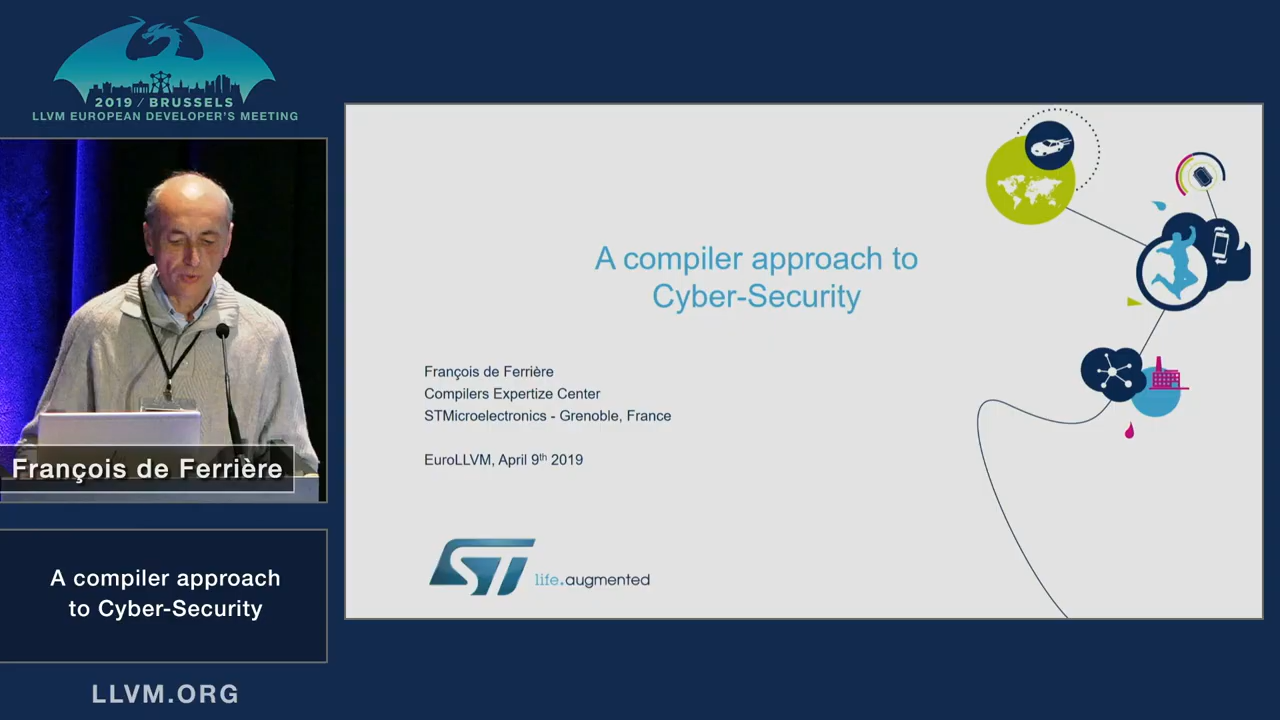 2019 / BRUSSELS
LLVM EUROPEAN DEVELOPER'S MEETING
François de Ferrière
A compiler approach
to Cyber-Security
LLVM.ORG
A compiler approach to
Cyber-Security
François de Ferrière
Compilers Expertize Center
STMicroelectronics - Grenoble, France
EuroLLVM, April 9th 2019
ST
life.augmented